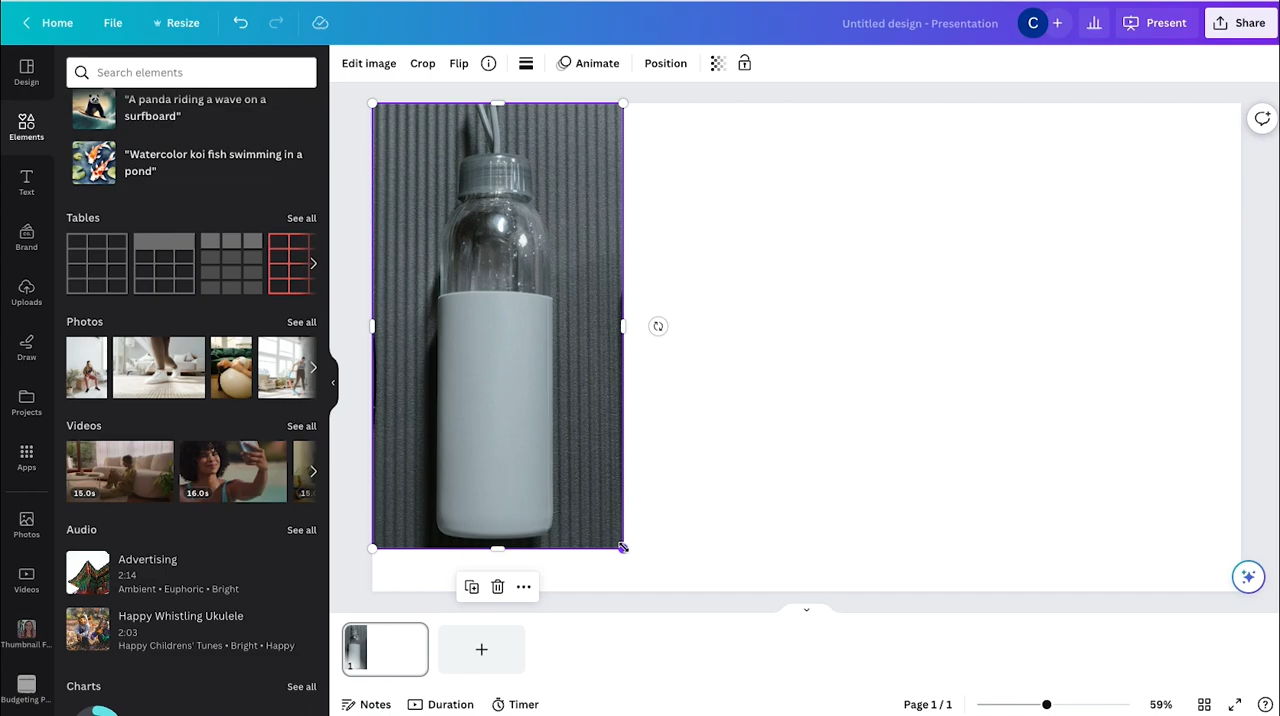 Home
File
Resize
Untitled design - Presentation
C
Present
Share
Design
Elements
Text
Brand
Uploads
Draw
Projects
Apps
Photos
Videos
Thumbnail F...
Budgeting P...
Search elements
"A panda riding a wave on a
surfboard"
"Watercolor koi fish swimming in a
pond"
Tables
See all
Photos
See all
Videos
See all
15.0s
16.0s
Audio
See all
Advertising
2:14
Ambient • Euphoric • Bright
Happy Whistling Ukulele
2:03
Happy Childrens' Tunes • Bright • Happy
Charts
See all
Edit image
Crop
Flip
Animate
Position
1
Notes
Duration
Timer
Page 1 / 1
59%